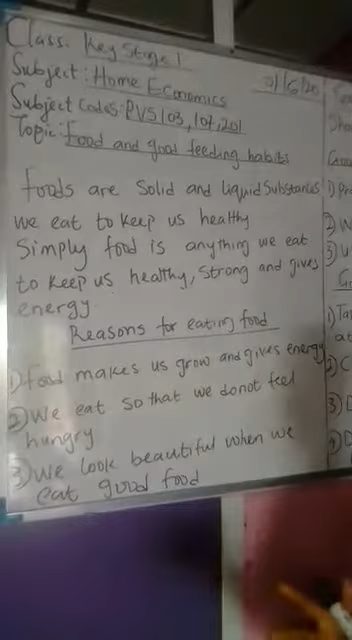 Class: Key Stage 1
Subject: Home Economics
Subject Codes: PVS 103, 104, 201
Topic: Food and good feeding habits
Foods are Solid and liquid Substances
we eat to keep us healthy
Simply food is anything we eat
to keep us healthy, Strong and gives
energy.
Reasons for eating food
1) Food makes us grow and gives energy
2) We eat so that we donot feel
hungry
3) We look beautiful when we
eat good food